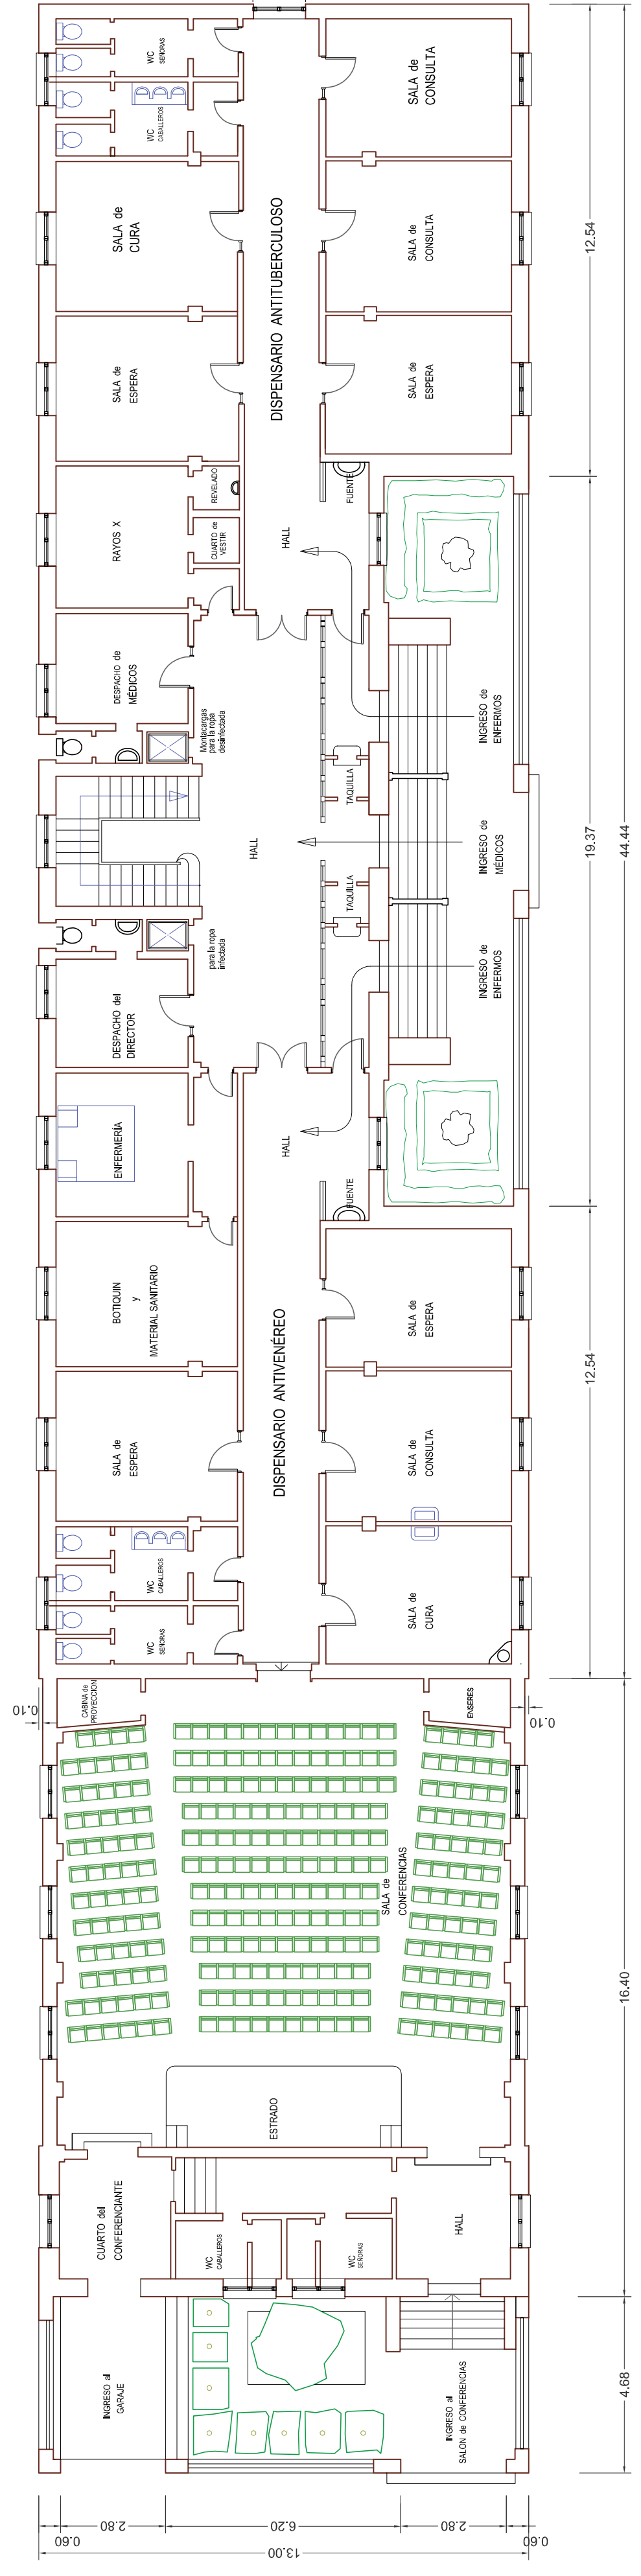 WC
SEÑORAS
WC
CABALLEROS
SALA de
CONSULTA
SALA de
CURA
DISPENSARIO ANTITUBERCULOSO
SALA de
CONSULTA
12.54
SALA de
ESPERA
SALA de
ESPERA
RAYOS X
REVELADO
CUARTO de
VESTIR
HALL
FUENTE
DESPACHO de
MÉDICOS
Montacargas
para la ropa
desinfectada
TAQUILLA
INGRESO de
ENFERMOS
HALL
INGRESO de
MÉDICOS
19.37
44.44
para la ropa
infectada
TAQUILLA
INGRESO de
ENFERMOS
DESPACHO del
DIRECTOR
ENFERMERÍA
HALL
FUENTE
BOTIQUIN
y
MATERIAL SANITARIO
DISPENSARIO ANTIVENÉREO
SALA de
ESPERA
12.54
SALA de
ESPERA
SALA de
CONSULTA
WC
CABALLEROS
WC
SEÑORAS
SALA de
CURA
0.10
CABINA de
PROYECCION
ENSERES
0.10
SALA de
CONFERENCIAS
16.40
ESTRADO
CUARTO del
CONFERENCIANTE
WC
CABALLEROS
WC
SEÑORAS
HALL
INGRESO al
GARAJE
INGRESO al
SALON de CONFERENCIAS
4.68
0.60
2.80
6.20
2.80
0.60
13.00